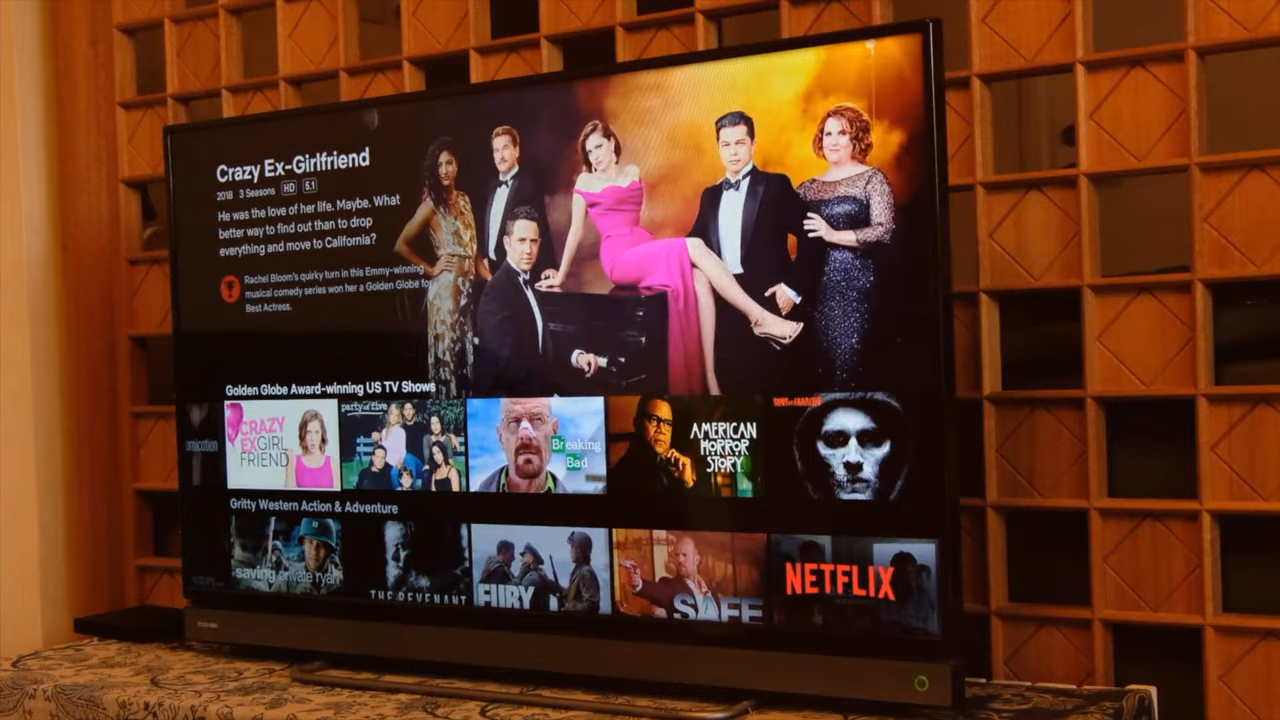 Crazy Ex-Girlfriend
2018 3 Seasons HD 5.1
He was the love of her life. Maybe. What
better way to find out than to drop
everything and move to California?
Rachel Bloom's quirky turn in this Emmy-winning
musical comedy series won her a Golden Globe for
Best Actress.
Golden Globe Award-winning US TV Shows
CRAZY
EXGIRL
FRIEND
party of five
Breaking
Bad
AMERICAN
HORROR
STORY
Gritty Western Action & Adventure
saving private ryan
THE REVENANT
FURY
SAFE
NETFLIX
TOSHIBA